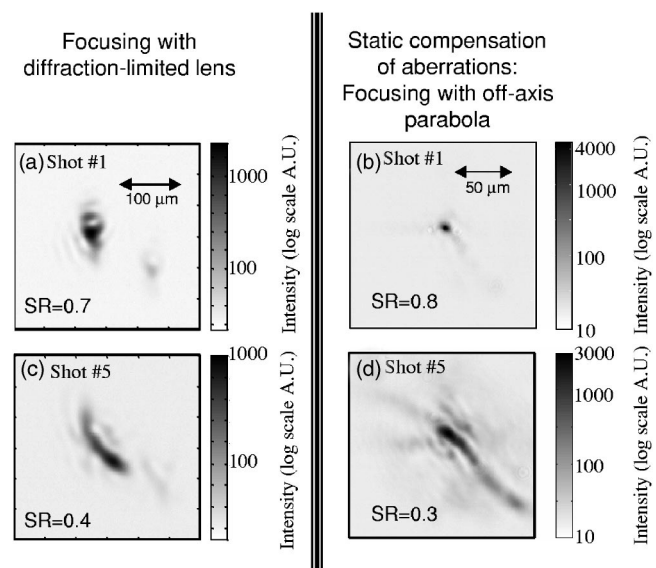 Focusing with
diffraction-limited lens
Static compensation
of aberrations:
Focusing with off-axis
parabola
(a) Shot #1
100 μm
SR=0.7
1000
100
Intensity (log scale A.U.)
(b) Shot #1
50 μm
SR=0.8
4000
1000
100
10
Intensity (log scale A.U.)
(c) Shot #5
SR=0.4
1000
100
Intensity (log scale A.U.)
(d) Shot #5
SR=0.3
3000
1000
100
10
Intensity (log scale A.U.)